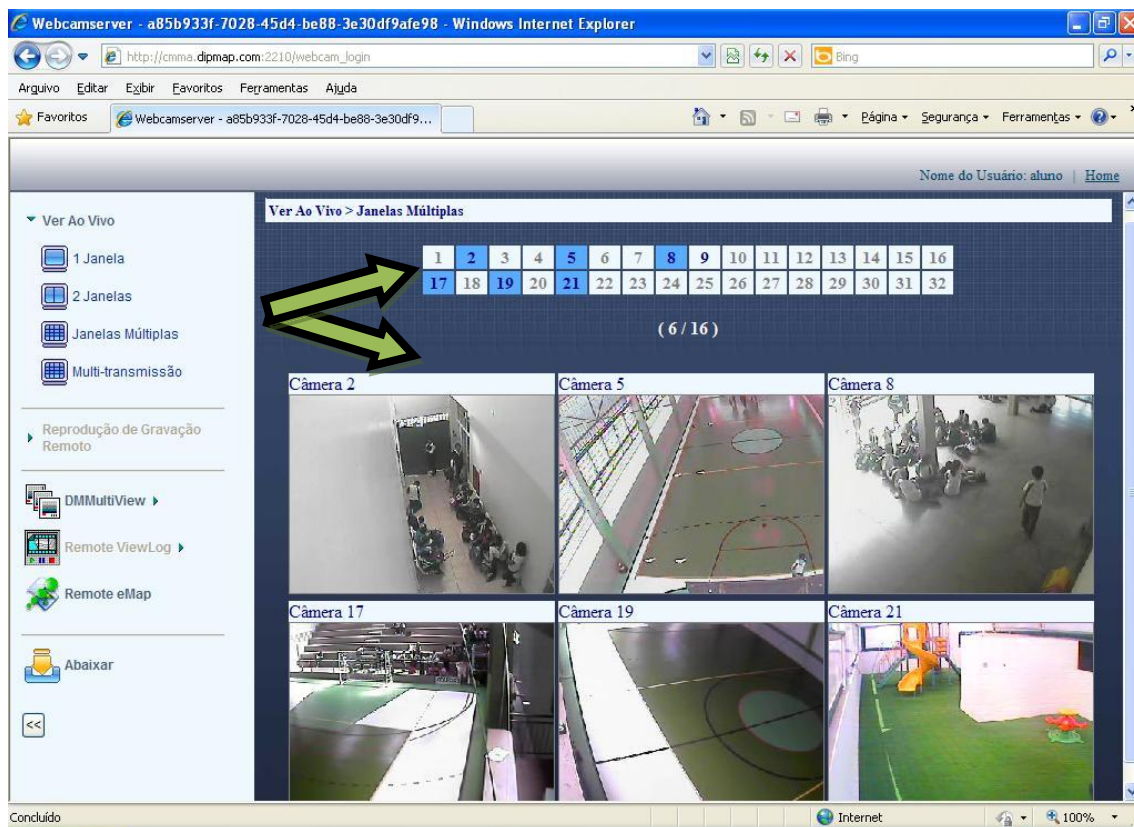 Webcamserver - a85b933f-7028-45d4-be88-3e30df9afe98 - Windows Internet Explorer
http://cmma.dipmap.com:2210/webcam_login
Bing
Arquivo Editar Exibir Favoritos Ferramentas Ajuda
Favoritos Webcamserver - a85b933f-7028-45d4-be88-3e30df9... Página Segurança Ferramentas
Nome do Usuário: aluno | Home
Ver Ao Vivo
1 Janela
2 Janelas
Janelas Múltiplas
Multi-transmissão
Reprodução de Gravação
Remoto
DMMultiView
Remote ViewLog
Remote eMap
Abaixar
<<
Ver Ao Vivo > Janelas Múltiplas
1 2 3 4 5 6 7 8 9 10 11 12 13 14 15 16
17 18 19 20 21 22 23 24 25 26 27 28 29 30 31 32
( 6 / 16 )
Câmera 2 Câmera 5 Câmera 8
Câmera 17 Câmera 19 Câmera 21
Concluído Internet 100%